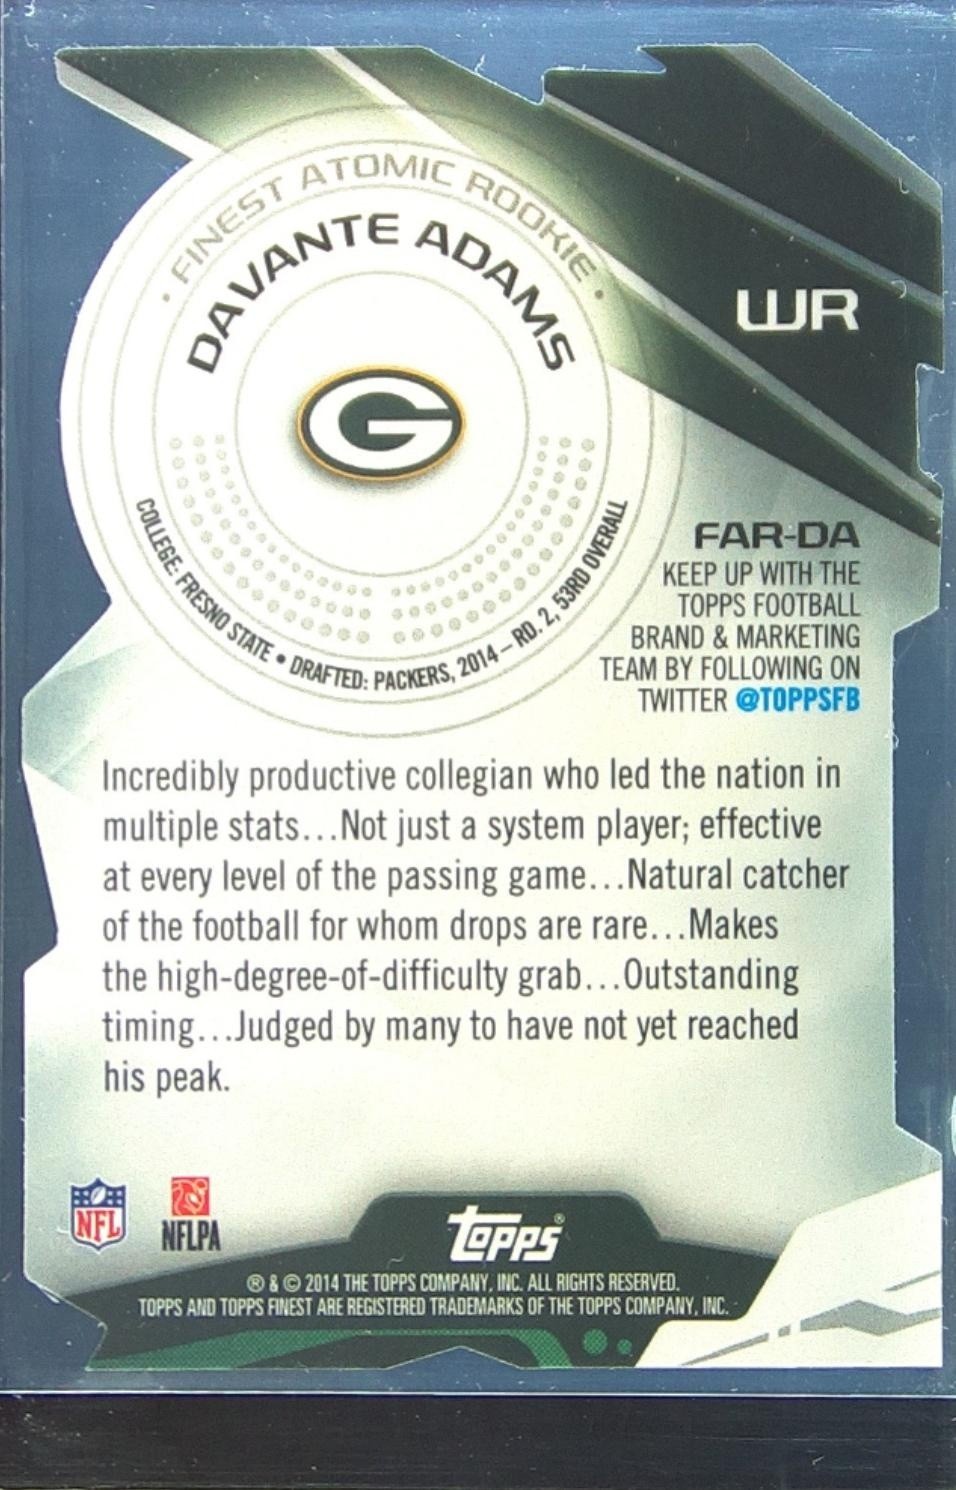 · FINEST ATOMIC ROOKIE ·
DAVANTE ADAMS
WR
G
COLLEGE: FRESNO STATE • DRAFTED: PACKERS, 2014 – RD. 2, 53RD OVERALL
FAR-DA
KEEP UP WITH THE
TOPPS FOOTBALL
BRAND & MARKETING
TEAM BY FOLLOWING ON
TWITTER @TOPPSFB
Incredibly productive collegian who led the nation in
multiple stats...Not just a system player; effective
at every level of the passing game...Natural catcher
of the football for whom drops are rare...Makes
the high-degree-of-difficulty grab...Outstanding
timing...Judged by many to have not yet reached
his peak.
NFL
NFLPA
topps®
® & © 2014 THE TOPPS COMPANY, INC. ALL RIGHTS RESERVED.
TOPPS AND TOPPS FINEST ARE REGISTERED TRADEMARKS OF THE TOPPS COMPANY, INC.